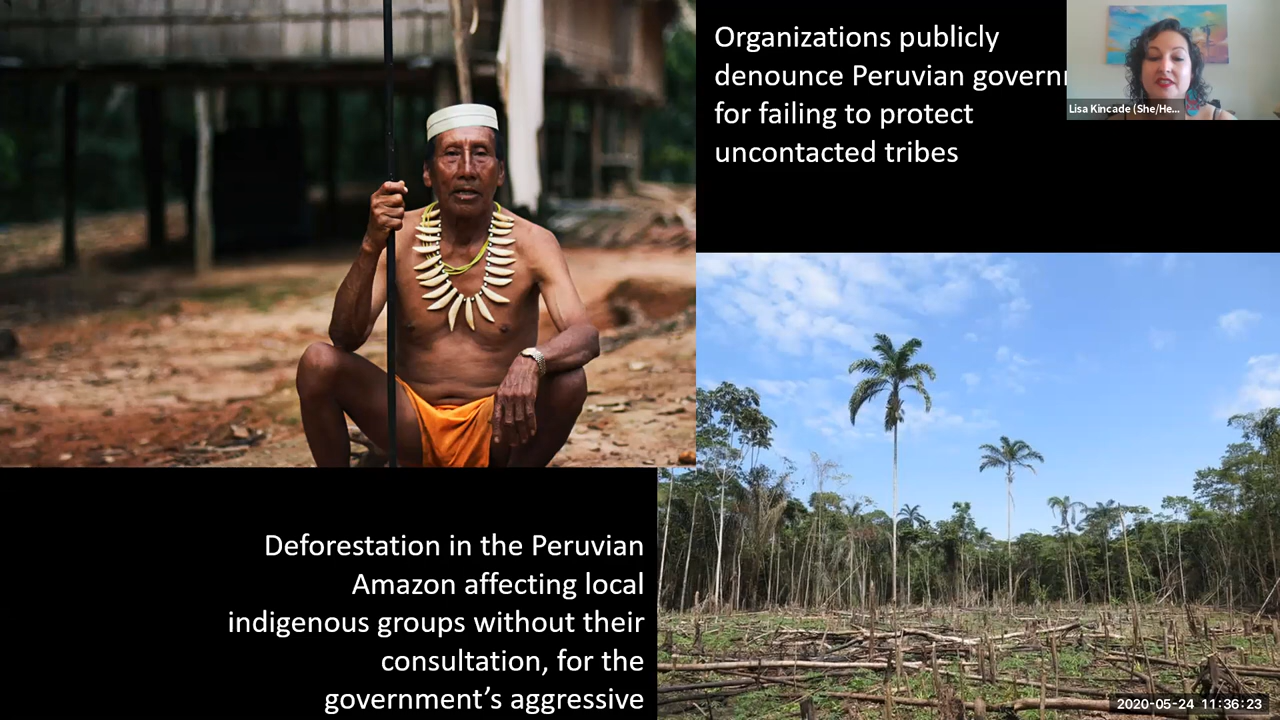 Organizations publicly
denounce Peruvian governm
for failing to protect
uncontacted tribes
Lisa Kincade (She/He...
Deforestation in the Peruvian
Amazon affecting local
indigenous groups without their
consultation, for the
government’s aggressive
2020-05-24 11:36:23